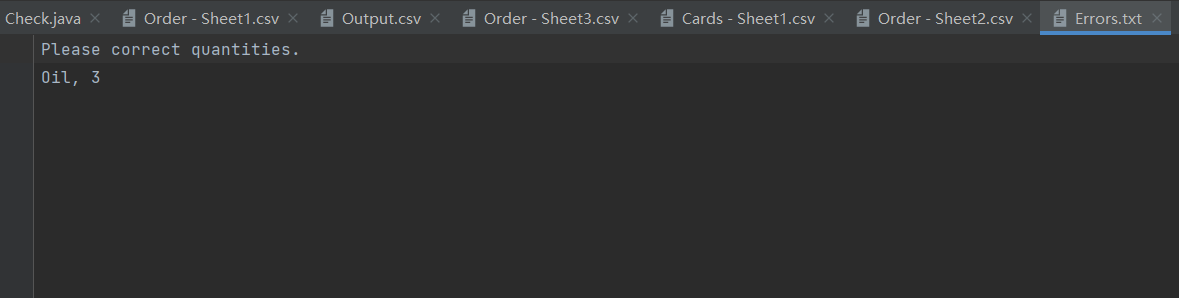 Check.java Order - Sheet1.csv Output.csv Order - Sheet3.csv Cards - Sheet1.csv Order - Sheet2.csv Errors.txt
Please correct quantities.
Oil, 3